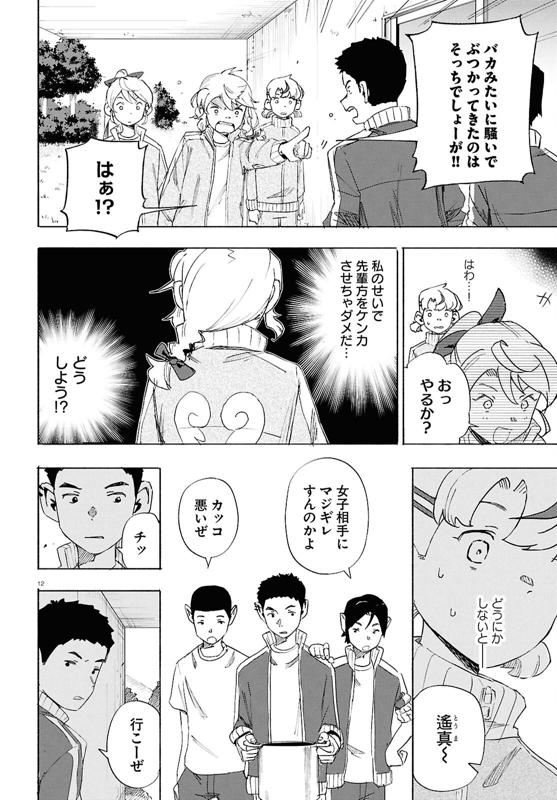 バカみたいに騒いで
ぶつかってきたのは
そっちでしょーが!!
はぁ!?
はわ…!
おっ
やるか?
私のせいで
先輩方をケンカ
させちゃダメだ…
どう
しよう!?
どうにか
しないと――
遙真〜
とうま
女子相手に
マジギレ
すんのかよ
カッコ
悪いぜ
チッ
行こーぜ
12